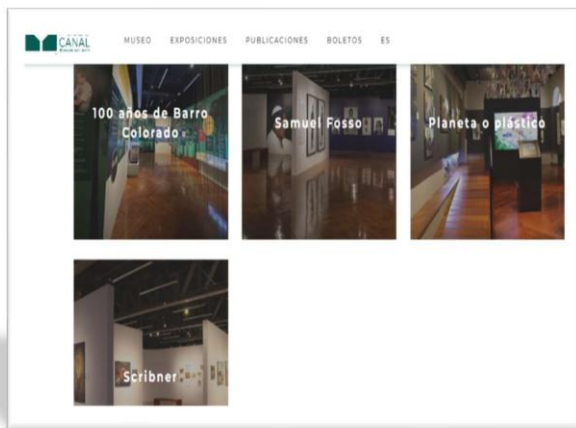 CANAL
MUSEO EXPOSICIONES PUBLICACIONES BOLETOS ES
100 años de Barro
Colorado
Samuel Fosso
Planeta o plástico
Scribner